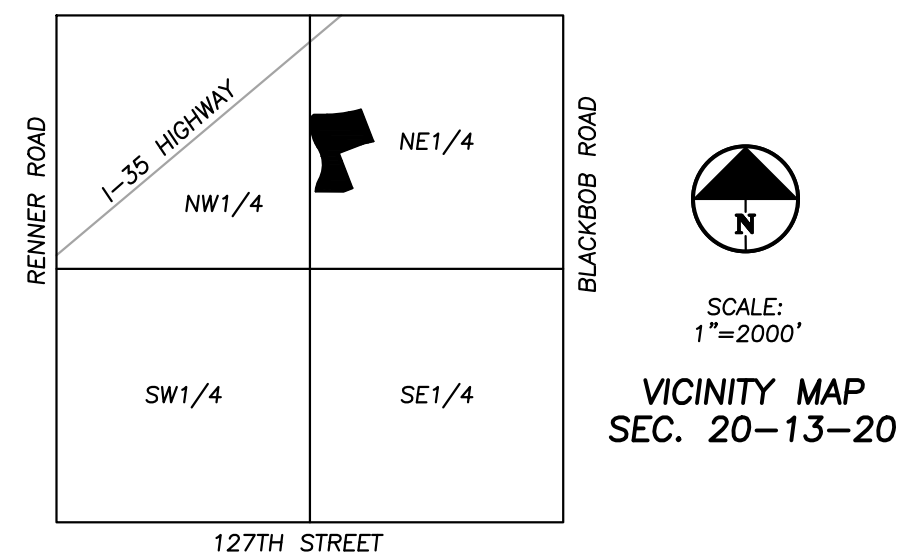 RENNER ROAD
I-35 HIGHWAY
NW1/4
NE1/4
BLACKBOB ROAD
SW1/4
SE1/4
127TH STREET
N
SCALE:
1"=2000'
VICINITY MAP
SEC. 20-13-20